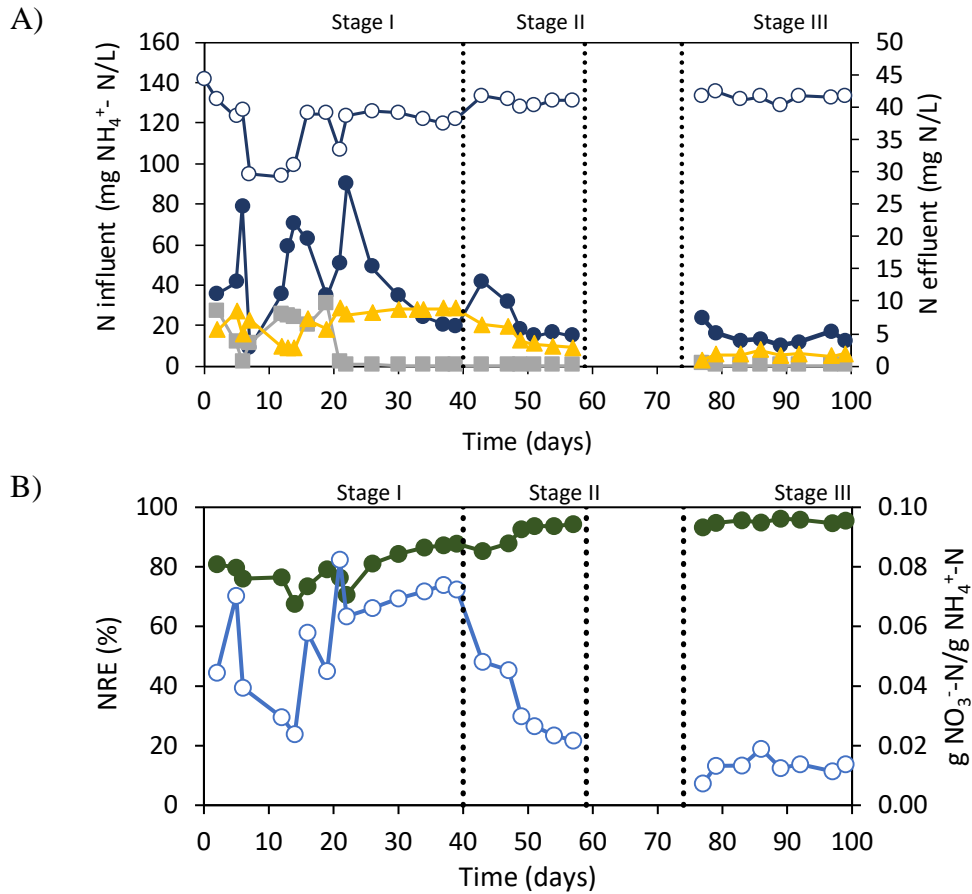 A)
Stage I Stage II Stage III
N influent (mg NH₄⁺- N/L)
160
140
120
100
80
60
40
20
0
50
45
40
35
30
25
20
15
10
5
0
N effluent (mg N/L)
0 10 20 30 40 50 60 70 80 90 100
Time (days)
B)
Stage I Stage II Stage III
NRE (%)
100
80
60
40
20
0
0.10
0.08
0.06
0.04
0.02
0.00
g NO₃⁻-N/g NH₄⁺-N
0 10 20 30 40 50 60 70 80 90 100
Time (days)